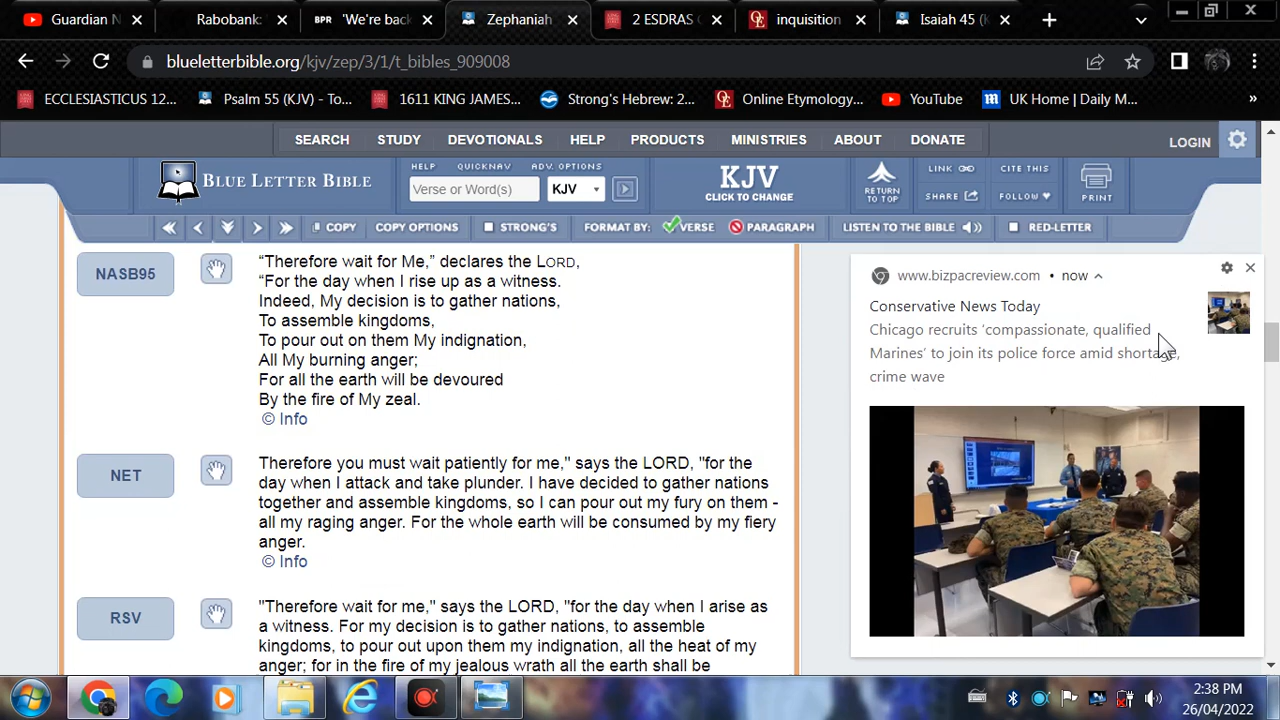 Guardian N
Rabobank:
BPR 'We're back
Zephaniah
2 ESDRAS
OE inquisition
Isaiah 45 (K
blueletterbible.org/kjv/zep/3/1/t_bibles_909008
ECCLESIASTICUS 12...
Psalm 55 (KJV) - To...
1611 KING JAMES...
Strong's Hebrew: 2...
OE Online Etymology...
YouTube
m UK Home | Daily M...
»
SEARCH STUDY DEVOTIONALS HELP PRODUCTS MINISTRIES ABOUT DONATE
LOGIN
BLUE LETTER BIBLE
HELP QUICKNAV ADV. OPTIONS
Verse or Word(s) KJV
KJV
CLICK TO CHANGE
RETURN
TO TOP
LINK
SHARE
CITE THIS
FOLLOW
PRINT
COPY COPY OPTIONS STRONG'S FORMAT BY: VERSE PARAGRAPH LISTEN TO THE BIBLE RED-LETTER
NASB95
“Therefore wait for Me,” declares the LORD,
“For the day when I rise up as a witness.
Indeed, My decision is to gather nations,
To assemble kingdoms,
To pour out on them My indignation,
All My burning anger;
For all the earth will be devoured
By the fire of My zeal.
© Info
NET
Therefore you must wait patiently for me," says the LORD, "for the
day when I attack and take plunder. I have decided to gather nations
together and assemble kingdoms, so I can pour out my fury on them -
all my raging anger. For the whole earth will be consumed by my fiery
anger.
© Info
RSV
"Therefore wait for me," says the LORD, "for the day when I arise as
a witness. For my decision is to gather nations, to assemble
kingdoms, to pour out upon them my indignation, all the heat of my
anger; for in the fire of my jealous wrath all the earth shall be
www.bizpacreview.com • now
Conservative News Today
Chicago recruits ‘compassionate, qualified
Marines’ to join its police force amid shortage,
crime wave
2:38 PM
26/04/2022